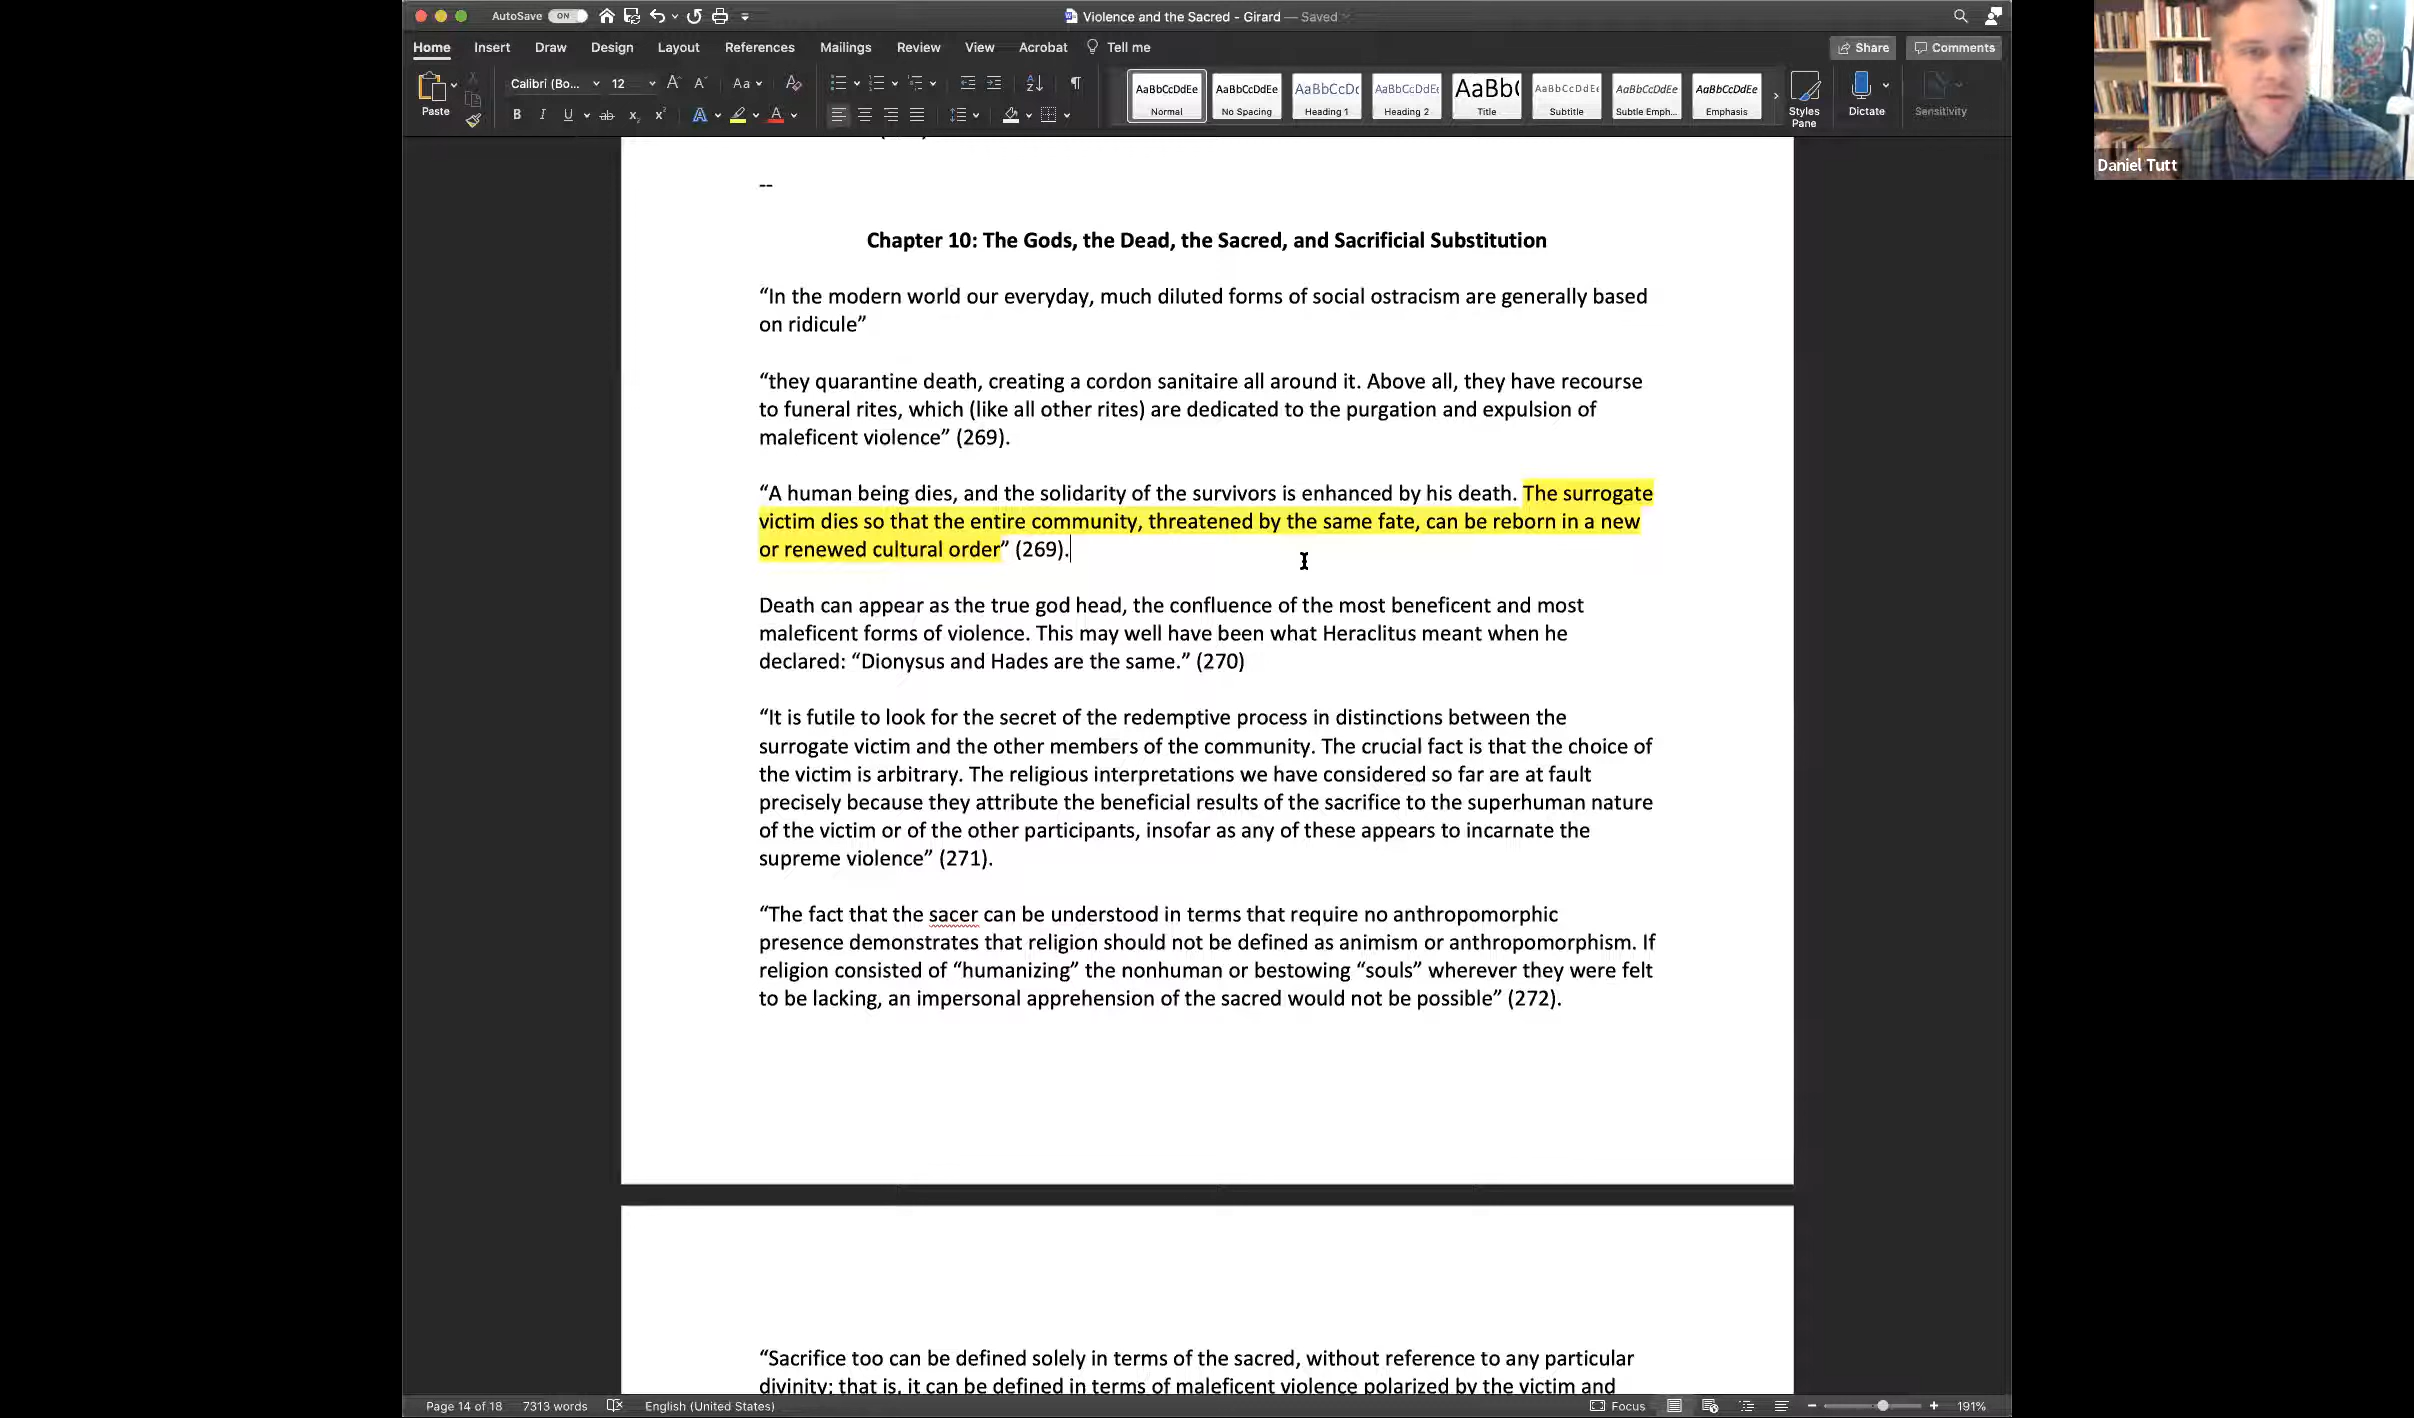 AutoSave ON
Violence and the Sacred - Girard — Saved
Home Insert Draw Design Layout References Mailings Review View Acrobat Tell me
Share Comments
Paste
Calibri (Bo... 12
AaBbCcDdEe AaBbCcDdEe AaBbCcDc AaBbCcDdEe AaBb( AaBbCcDdEe AaBbCcDdEe AaBbCcDdEe
Normal No Spacing Heading 1 Heading 2 Title Subtitle Subtle Emph... Emphasis
Styles Pane
Dictate
Sensitivity
Daniel Tutt
--
Chapter 10: The Gods, the Dead, the Sacred, and Sacrificial Substitution
“In the modern world our everyday, much diluted forms of social ostracism are generally based
on ridicule”
“they quarantine death, creating a cordon sanitaire all around it. Above all, they have recourse
to funeral rites, which (like all other rites) are dedicated to the purgation and expulsion of
maleficent violence” (269).
“A human being dies, and the solidarity of the survivors is enhanced by his death. The surrogate
victim dies so that the entire community, threatened by the same fate, can be reborn in a new
or renewed cultural order” (269).
Death can appear as the true god head, the confluence of the most beneficent and most
maleficent forms of violence. This may well have been what Heraclitus meant when he
declared: “Dionysus and Hades are the same.” (270)
“It is futile to look for the secret of the redemptive process in distinctions between the
surrogate victim and the other members of the community. The crucial fact is that the choice of
the victim is arbitrary. The religious interpretations we have considered so far are at fault
precisely because they attribute the beneficial results of the sacrifice to the superhuman nature
of the victim or of the other participants, insofar as any of these appears to incarnate the
supreme violence” (271).
“The fact that the sacer can be understood in terms that require no anthropomorphic
presence demonstrates that religion should not be defined as animism or anthropomorphism. If
religion consisted of “humanizing” the nonhuman or bestowing “souls” wherever they were felt
to be lacking, an impersonal apprehension of the sacred would not be possible” (272).
“Sacrifice too can be defined solely in terms of the sacred, without reference to any particular
divinity; that is, it can be defined in terms of maleficent violence polarized by the victim and
Page 14 of 18 7313 words English (United States) Focus 191%